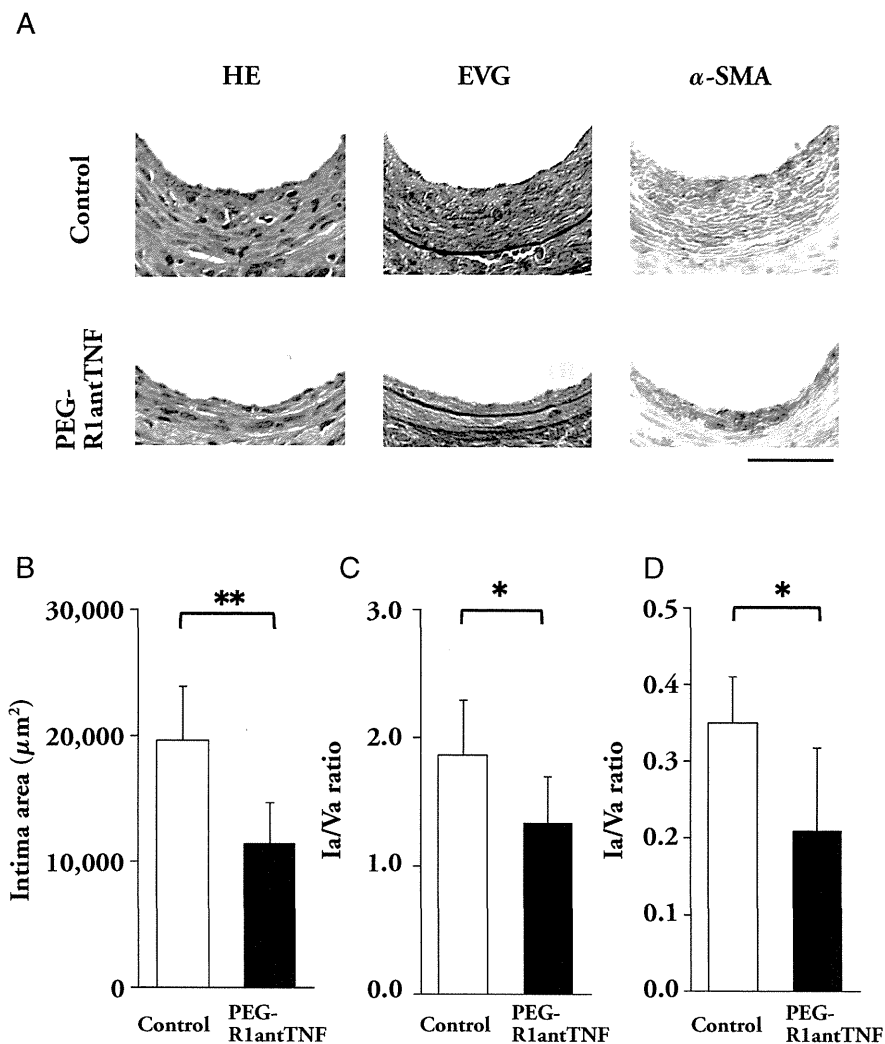 A
HE EVG α-SMA
Control
PEG-
R1antTNF
B
**
30,000
20,000
10,000
0
Intima area (μm²)
Control
PEG-
R1antTNF
C
*
3.0
2.0
1.0
0.0
Ia/Va ratio
Control
PEG-
R1antTNF
D
*
0.5
0.4
0.3
0.2
0.1
0.0
Ia/Va ratio
Control
PEG-
R1antTNF